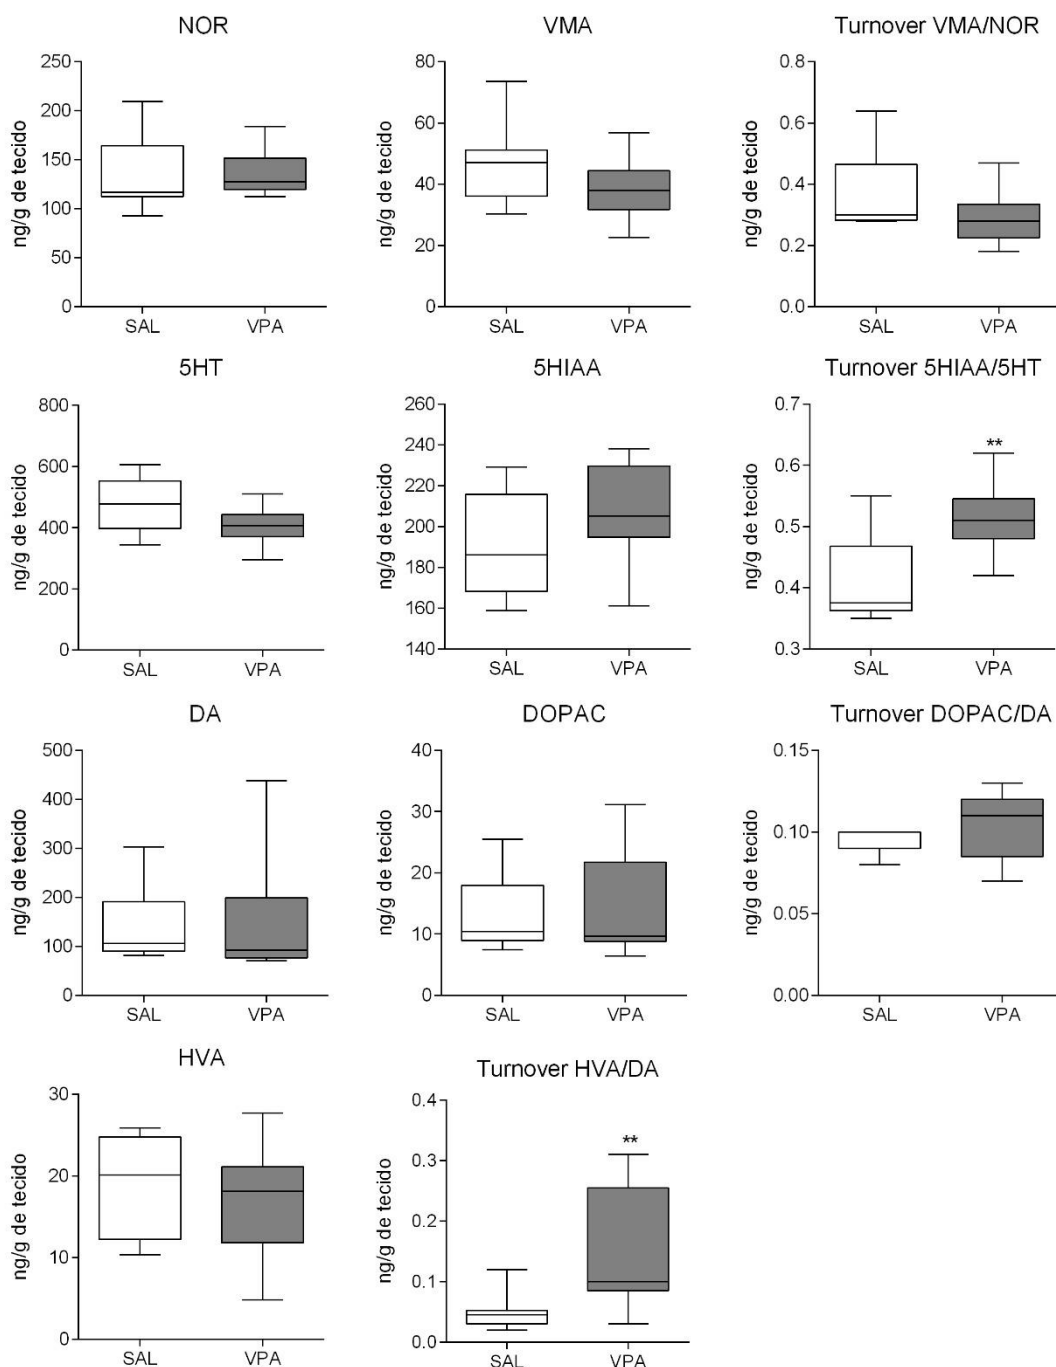 NOR
VMA
Turnover VMA/NOR
250
200
150
100
50
0
ng/g de tecido
SAL
VPA
80
60
40
20
0
ng/g de tecido
SAL
VPA
0.8
0.6
0.4
0.2
0.0
ng/g de tecido
SAL
VPA
5HT
5HIAA
Turnover 5HIAA/5HT
800
600
400
200
0
ng/g de tecido
SAL
VPA
260
240
220
200
180
160
140
ng/g de tecido
SAL
VPA
0.7
0.6
0.5
0.4
0.3
ng/g de tecido
**
SAL
VPA
DA
DOPAC
Turnover DOPAC/DA
500
400
300
200
100
0
ng/g de tecido
SAL
VPA
40
30
20
10
0
ng/g de tecido
SAL
VPA
0.15
0.10
0.05
0.00
ng/g de tecido
SAL
VPA
HVA
Turnover HVA/DA
30
20
10
0
ng/g de tecido
SAL
VPA
0.4
0.3
0.2
0.1
0.0
ng/g de tecido
**
SAL
VPA